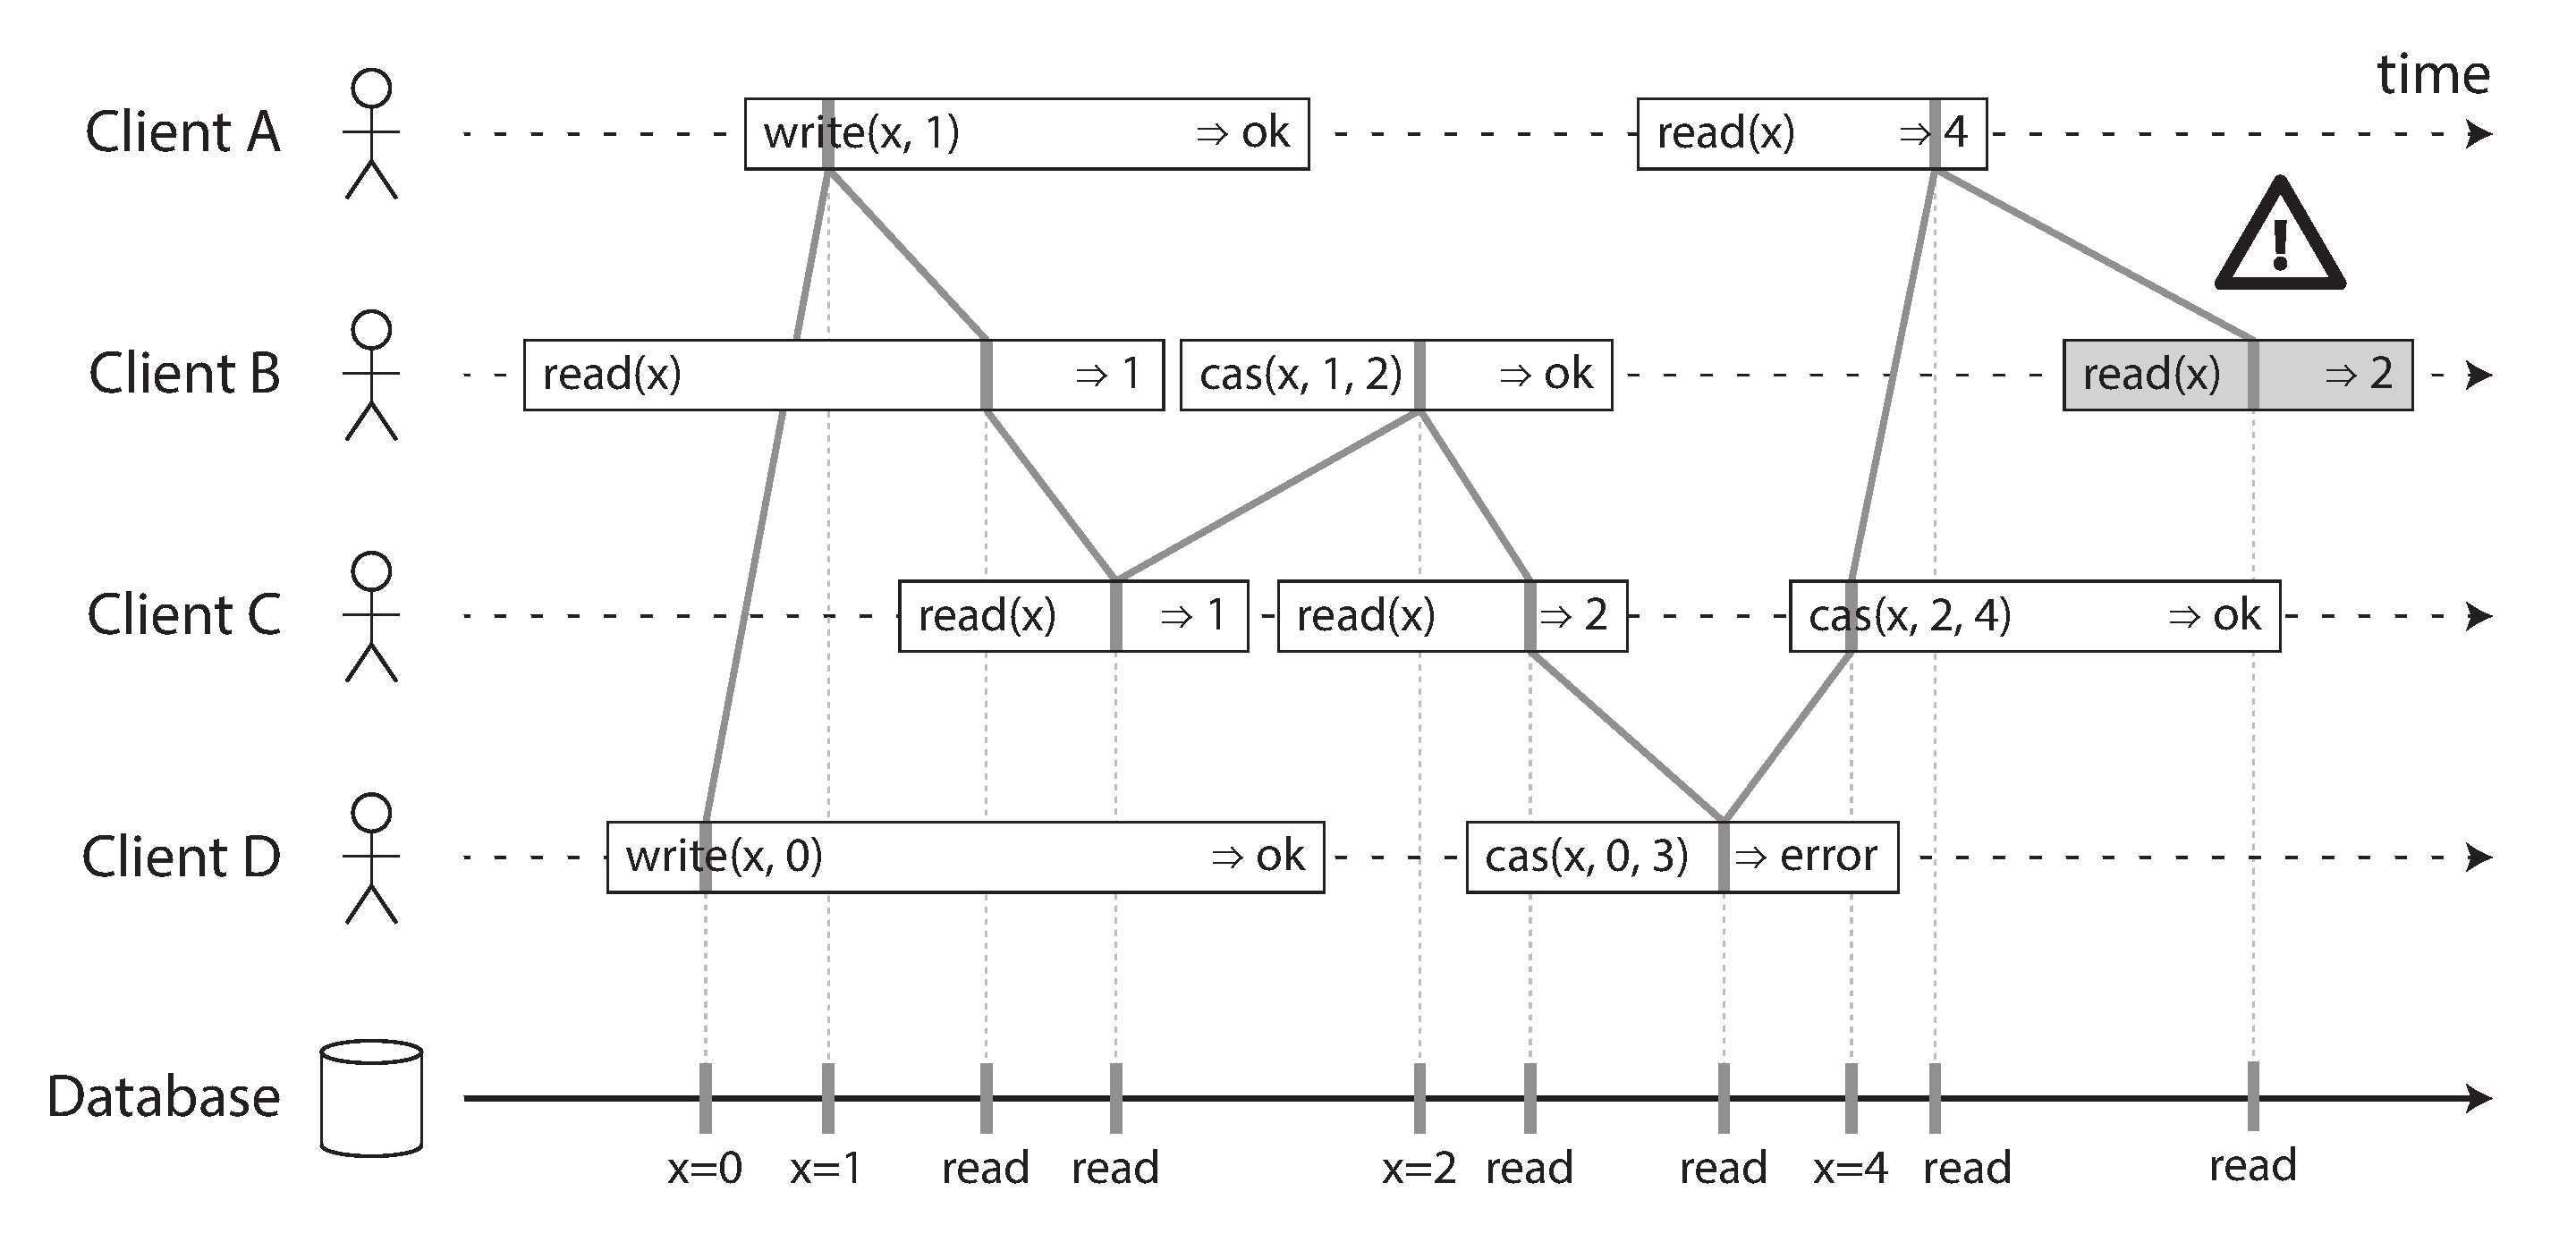 time
Client A
write(x, 1) ⇒ ok
read(x) ⇒ 4
!
Client B
read(x) ⇒ 1
cas(x, 1, 2) ⇒ ok
read(x) ⇒ 2
Client C
read(x) ⇒ 1
read(x) ⇒ 2
cas(x, 2, 4) ⇒ ok
Client D
write(x, 0) ⇒ ok
cas(x, 0, 3) ⇒ error
Database
x=0 x=1 read read x=2 read read x=4 read read